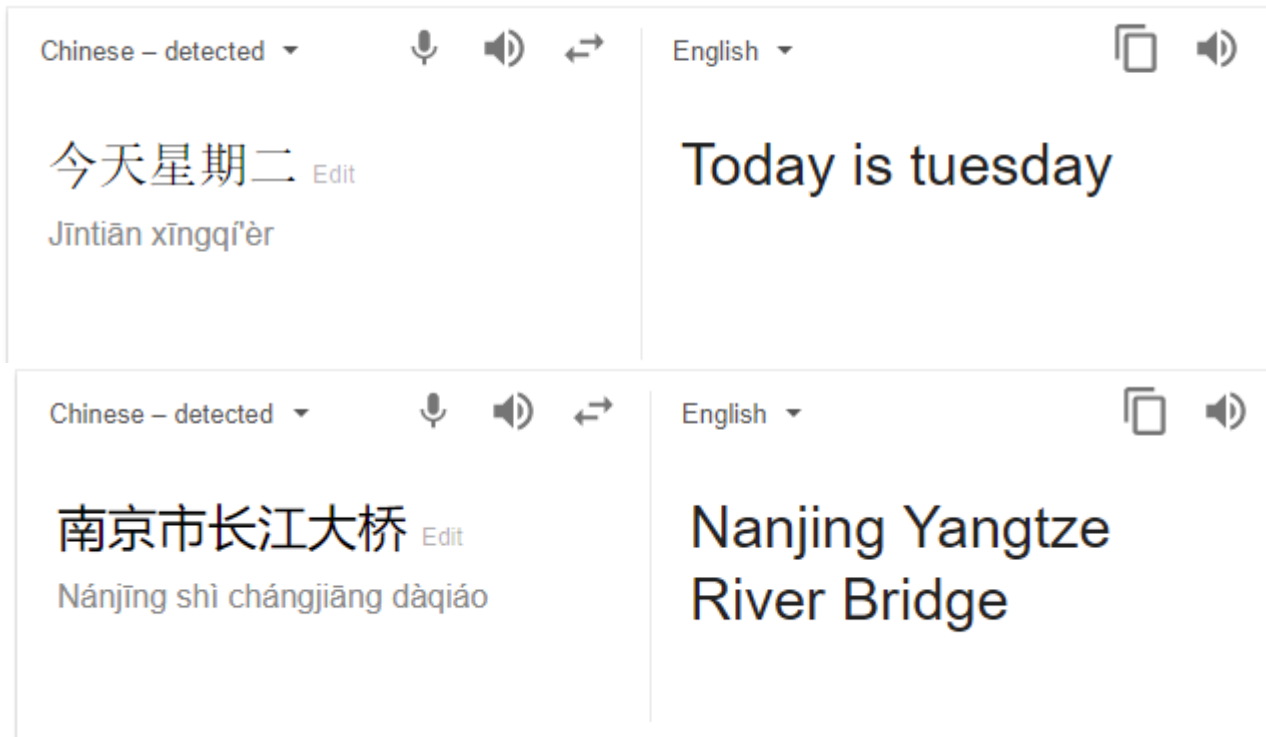 Chinese – detected
English
今天星期二 Edit
Jīntiān xīngqí'èr
Today is tuesday
Chinese – detected
English
南京市长江大桥 Edit
Nánjīng shì chángjiāng dàqiáo
Nanjing Yangtze
River Bridge